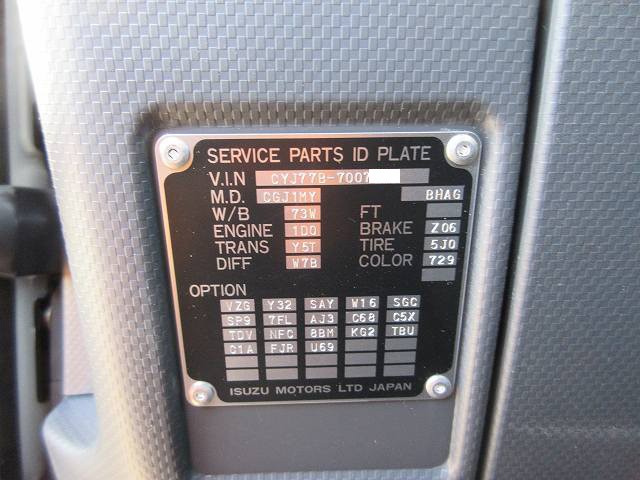 SERVICE PARTS ID PLATE
V.I.N CYJ77B-7007
M.D. CGJ1MY BHAG
W/B 73W FT
ENGINE 1D0 BRAKE Z06
TRANS Y5T TIRE 5J0
DIFF W7B COLOR 729
OPTION
VZG Y32 SAY W16 SGC
SP9 7FL AJ3 C68 C5X
TDV NFC 8BM KG2 TBU
C1A FJR U69
ISUZU MOTORS LTD JAPAN